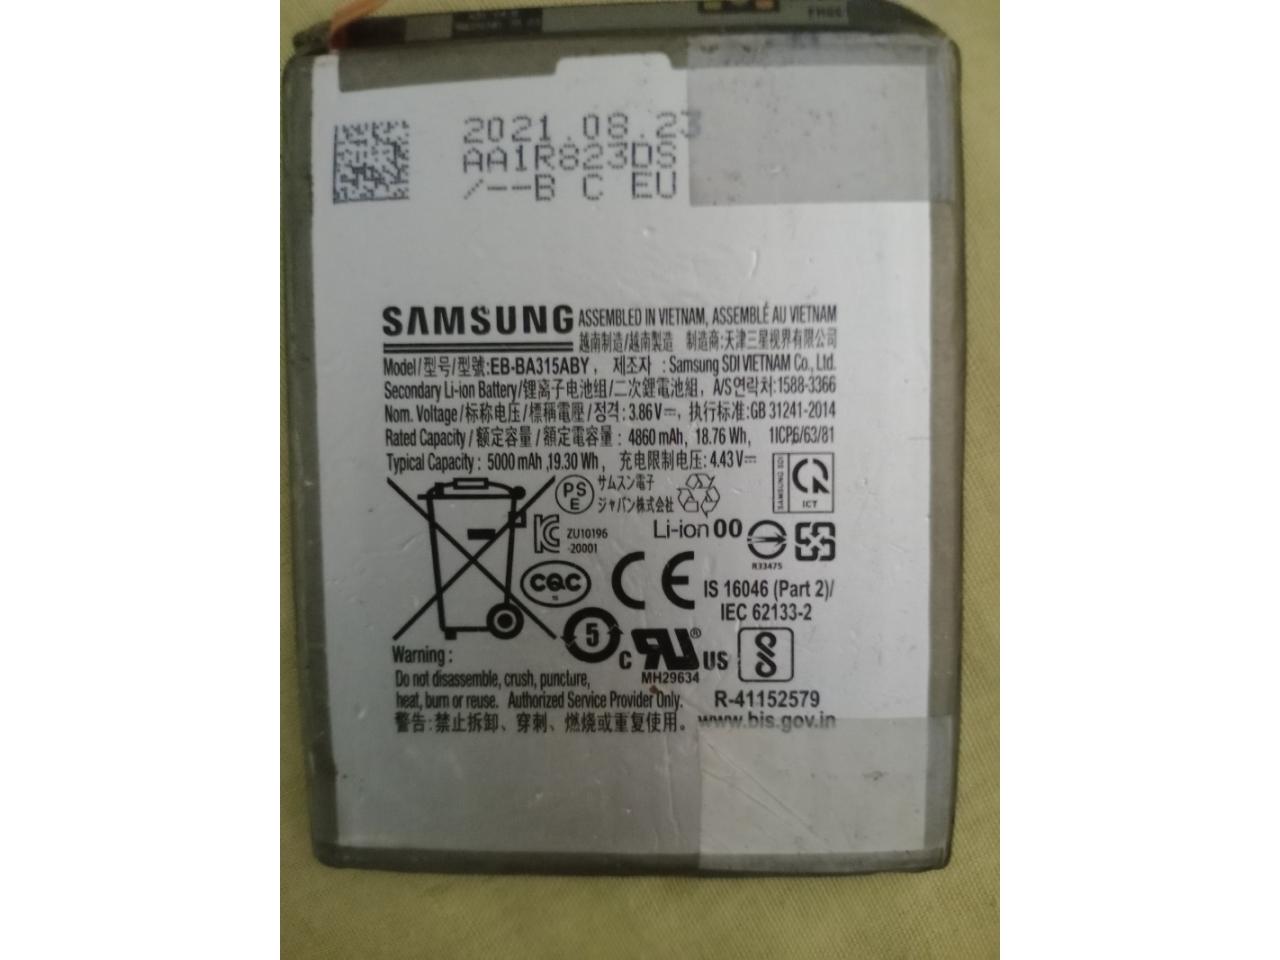 2021.08.23
AA1R823DS
/--B C EU
SAMSUNG ASSEMBLED IN VIETNAM, ASSEMBLÉ AU VIETNAM
越南制造/越南製造 制造商:天津三星视界有限公司
Model/型号/型號:EB-BA315ABY, 제조자 : Samsung SDI VIETNAM Co., Ltd.
Secondary Li-ion Battery/锂离子电池组/二次鋰電池組, A/S연락처:1588-3366
Nom. Voltage/标称电压/標稱電壓/정격: 3.86V⎓, 执行标准:GB 31241-2014
Rated Capacity/额定容量/額定電容量: 4860 mAh, 18.76 Wh, 1ICP6/63/81
Typical Capacity: 5000 mAh ,19.30 Wh, 充电限制电压: 4.43V⎓
PS E サムスン電子
ジャパン株式会社
SAMSUNG SDI
ICT
ZU10196
-20001
Li-ion 00
R33475
CQC
CE
IS 16046 (Part 2)/
IEC 62133-2
5
C RU® US
MH29634
Warning :
Do not disassemble, crush, puncture,
heat, burn or reuse. Authorized Service Provider Only.
R-41152579
警告:禁止拆卸、穿刺、燃烧或重复使用。 www.bis.gov.in